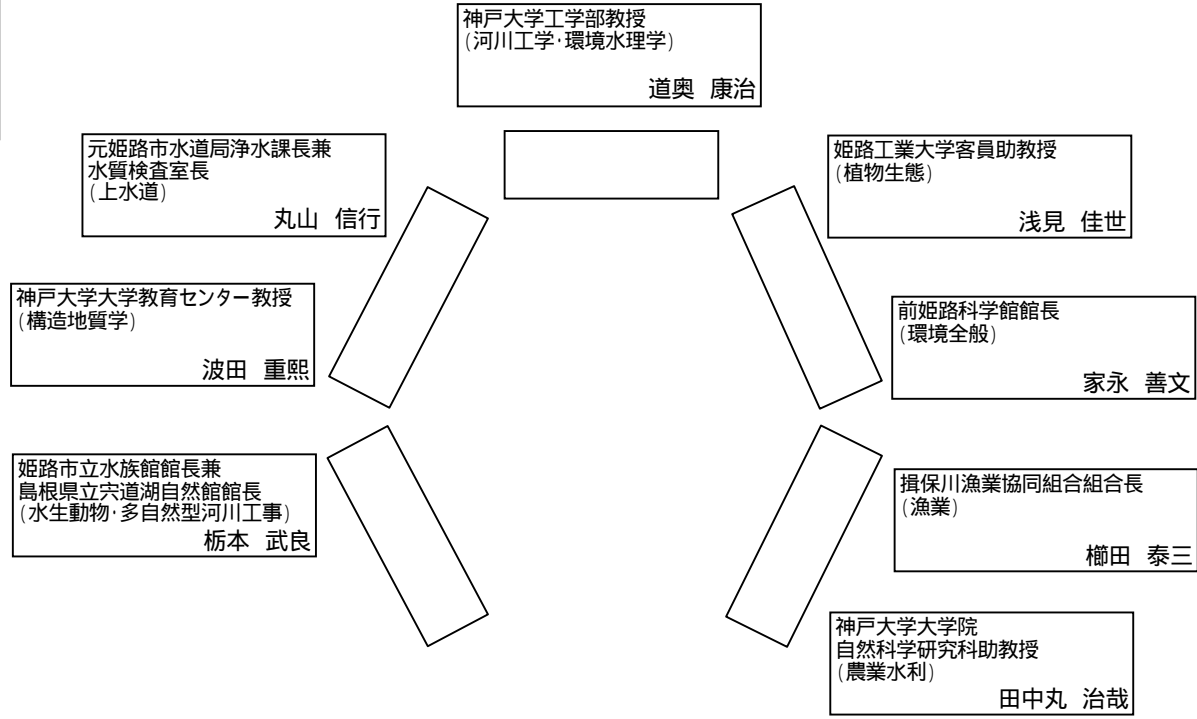 神戸大学工学部教授
(河川工学・環境水理学)
道奥 康治
元姫路市水道局浄水課長兼
水質検査室長
(上水道)
丸山 信行
姫路工業大学客員助教授
(植物生態)
浅見 佳世
神戸大学大学教育センター教授
(構造地質学)
波田 重熙
前姫路科学館館長
(環境全般)
家永 善文
姫路市立水族館館長兼
島根県立宍道湖自然館館長
(水生動物・多自然型河川工事)
栃本 武良
揖保川漁業協同組合組合長
(漁業)
櫛田 泰三
神戸大学大学院
自然科学研究科助教授
(農業水利)
田中丸 治哉